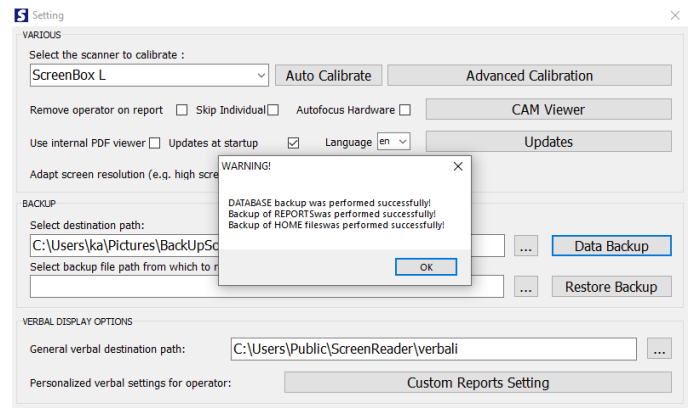 S Setting
VARIOUS
Select the scanner to calibrate :
ScreenBox L Auto Calibrate Advanced Calibration
Remove operator on report Skip Individual Autofocus Hardware CAM Viewer
Use internal PDF viewer Updates at startup Language en Updates
WARNING!
Adapt screen resolution (e.g. high scre
DATABASE backup was performed successfully!
Backup of REPORTSwas performed successfully!
Backup of HOME fileswas performed successfully!
OK
BACKUP
Select destination path:
C:\Users\ka\Pictures\BackUpSc ... Data Backup
Select backup file path from which to r
... Restore Backup
VERBAL DISPLAY OPTIONS
General verbal destination path: C:\Users\Public\ScreenReader\verbali ...
Personalized verbal settings for operator: Custom Reports Setting